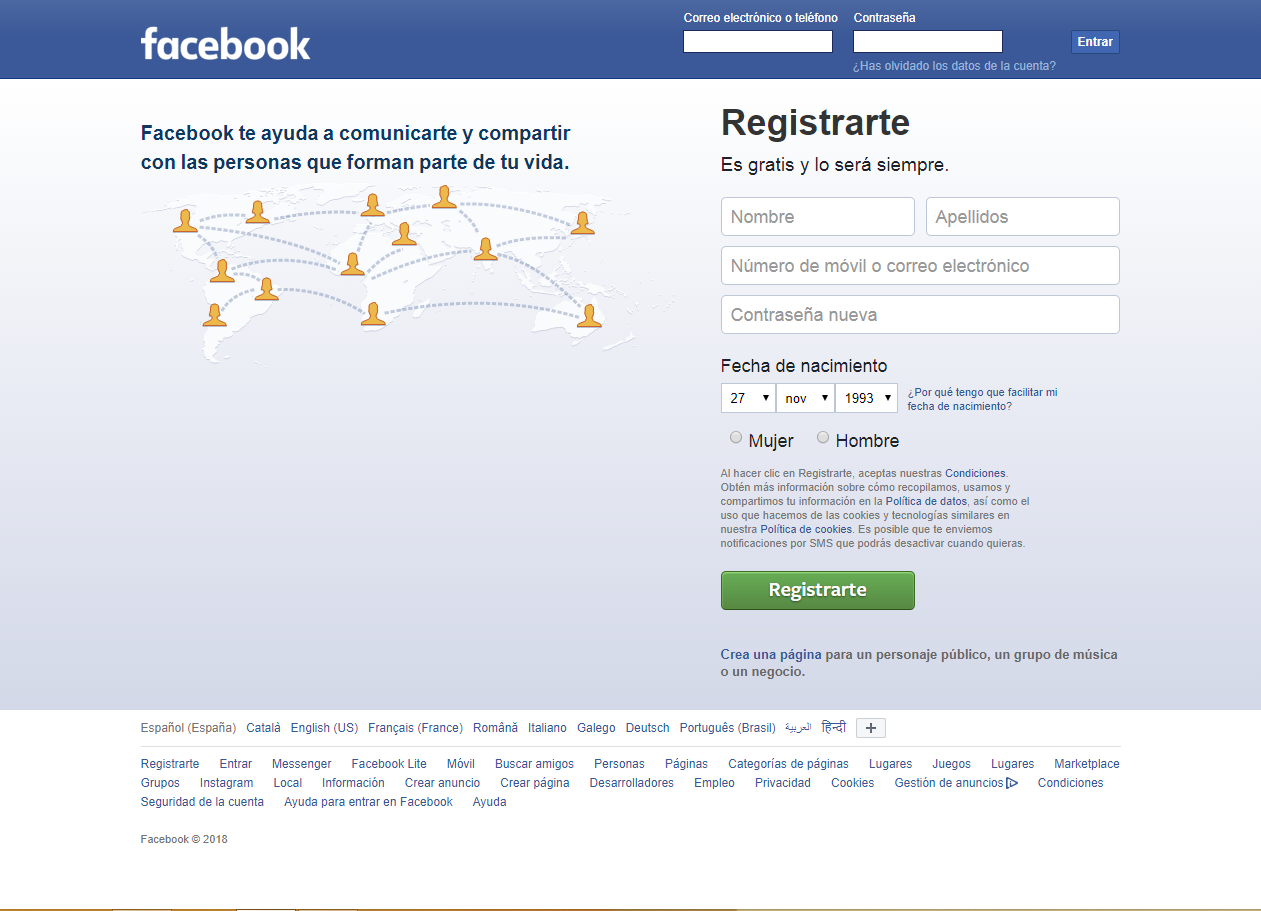 facebook
Correo electrónico o teléfono
Contraseña
Entrar
¿Has olvidado los datos de la cuenta?
Facebook te ayuda a comunicarte y compartir
con las personas que forman parte de tu vida.
Registrarte
Es gratis y lo será siempre.
Nombre
Apellidos
Número de móvil o correo electrónico
Contraseña nueva
Fecha de nacimiento
27 nov 1993
¿Por qué tengo que facilitar mi
fecha de nacimiento?
Mujer Hombre
Al hacer clic en Registrarte, aceptas nuestras Condiciones.
Obtén más información sobre cómo recopilamos, usamos y
compartimos tu información en la Política de datos, así como el
uso que hacemos de las cookies y tecnologías similares en
nuestra Política de cookies. Es posible que te enviemos
notificaciones por SMS que podrás desactivar cuando quieras.
Registrarte
Crea una página para un personaje público, un grupo de música
o un negocio.
Español (España) Català English (US) Français (France) Română Italiano Galego Deutsch Português (Brasil) العربية हिन्दी +
Registrarte Entrar Messenger Facebook Lite Móvil Buscar amigos Personas Páginas Categorías de páginas Lugares Juegos Lugares Marketplace
Grupos Instagram Local Información Crear anuncio Crear página Desarrolladores Empleo Privacidad Cookies Gestión de anuncios Condiciones
Seguridad de la cuenta Ayuda para entrar en Facebook Ayuda
Facebook © 2018